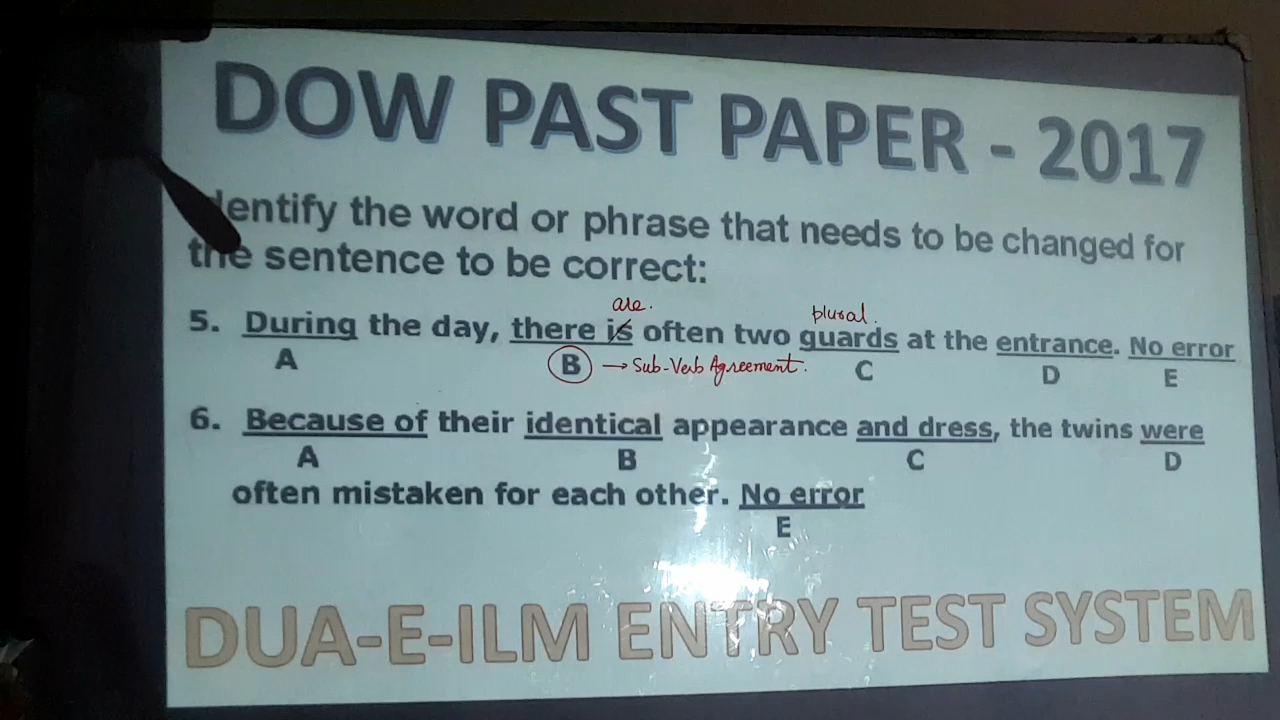 DOW PAST PAPER - 2017
dentify the word or phrase that needs to be changed for
the sentence to be correct:
are. plural.
5. During the day, there is often two guards at the entrance. No error
A B → Sub-Verb Agreement. C D E
6. Because of their identical appearance and dress, the twins were
A B C D
often mistaken for each other. No error
E
DUA-E-ILM ENTRY TEST SYSTEM